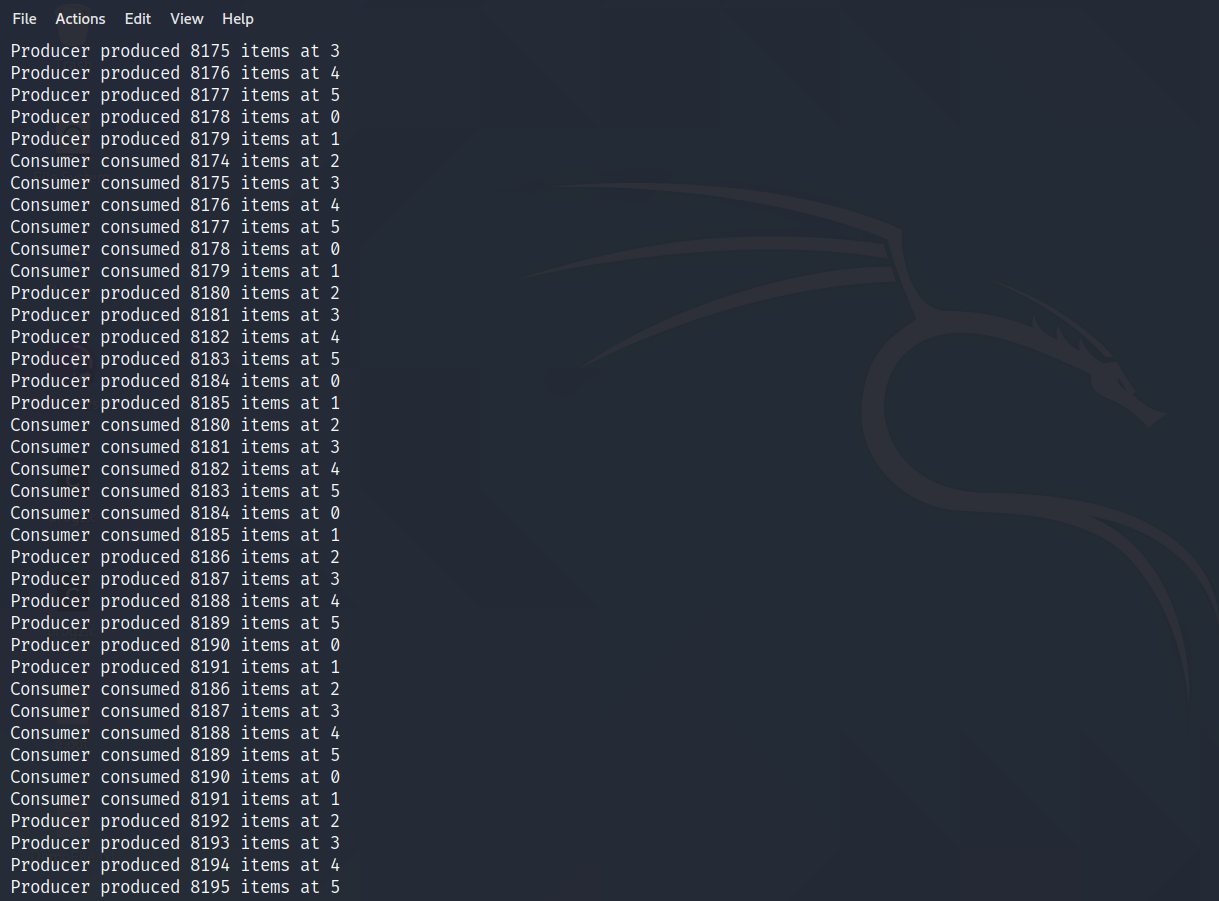 File Actions Edit View Help
Producer produced 8175 items at 3
Producer produced 8176 items at 4
Producer produced 8177 items at 5
Producer produced 8178 items at 0
Producer produced 8179 items at 1
Consumer consumed 8174 items at 2
Consumer consumed 8175 items at 3
Consumer consumed 8176 items at 4
Consumer consumed 8177 items at 5
Consumer consumed 8178 items at 0
Consumer consumed 8179 items at 1
Producer produced 8180 items at 2
Producer produced 8181 items at 3
Producer produced 8182 items at 4
Producer produced 8183 items at 5
Producer produced 8184 items at 0
Producer produced 8185 items at 1
Consumer consumed 8180 items at 2
Consumer consumed 8181 items at 3
Consumer consumed 8182 items at 4
Consumer consumed 8183 items at 5
Consumer consumed 8184 items at 0
Consumer consumed 8185 items at 1
Producer produced 8186 items at 2
Producer produced 8187 items at 3
Producer produced 8188 items at 4
Producer produced 8189 items at 5
Producer produced 8190 items at 0
Producer produced 8191 items at 1
Consumer consumed 8186 items at 2
Consumer consumed 8187 items at 3
Consumer consumed 8188 items at 4
Consumer consumed 8189 items at 5
Consumer consumed 8190 items at 0
Consumer consumed 8191 items at 1
Producer produced 8192 items at 2
Producer produced 8193 items at 3
Producer produced 8194 items at 4
Producer produced 8195 items at 5